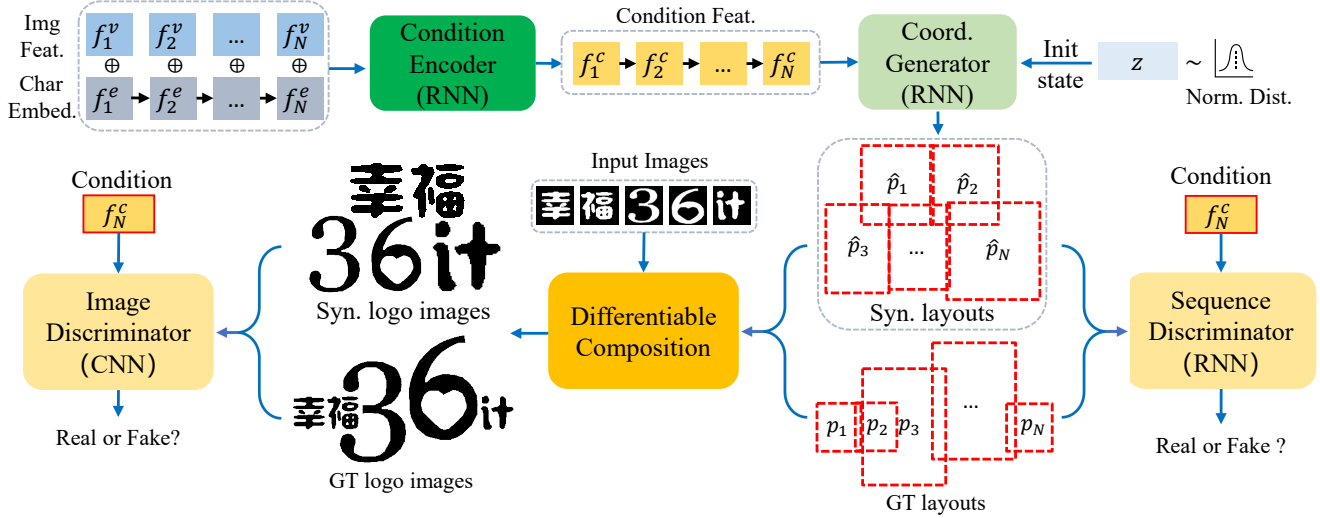 Img
Feat.
f_1^v f_2^v ... f_N^v
⊕ ⊕ ⊕ ⊕
Char
Embed.
f_1^e f_2^e ... f_N^e
Condition
Encoder
(RNN)
Condition Feat.
f_1^c f_2^c ... f_N^c
Coord.
Generator
(RNN)
Init
state
z ~
Norm. Dist.
Condition
f_N^c
Image
Discriminator
(CNN)
Real or Fake?
幸福
36it
Syn. logo images
幸福36it
GT logo images
Input Images
幸 福 3 6 it
Differentiable
Composition
p̂_1 p̂_2
p̂_3 ... p̂_N
Syn. layouts
p_1 p_2 p_3 ... p_N
GT layouts
Condition
f_N^c
Sequence
Discriminator
(RNN)
Real or Fake ?